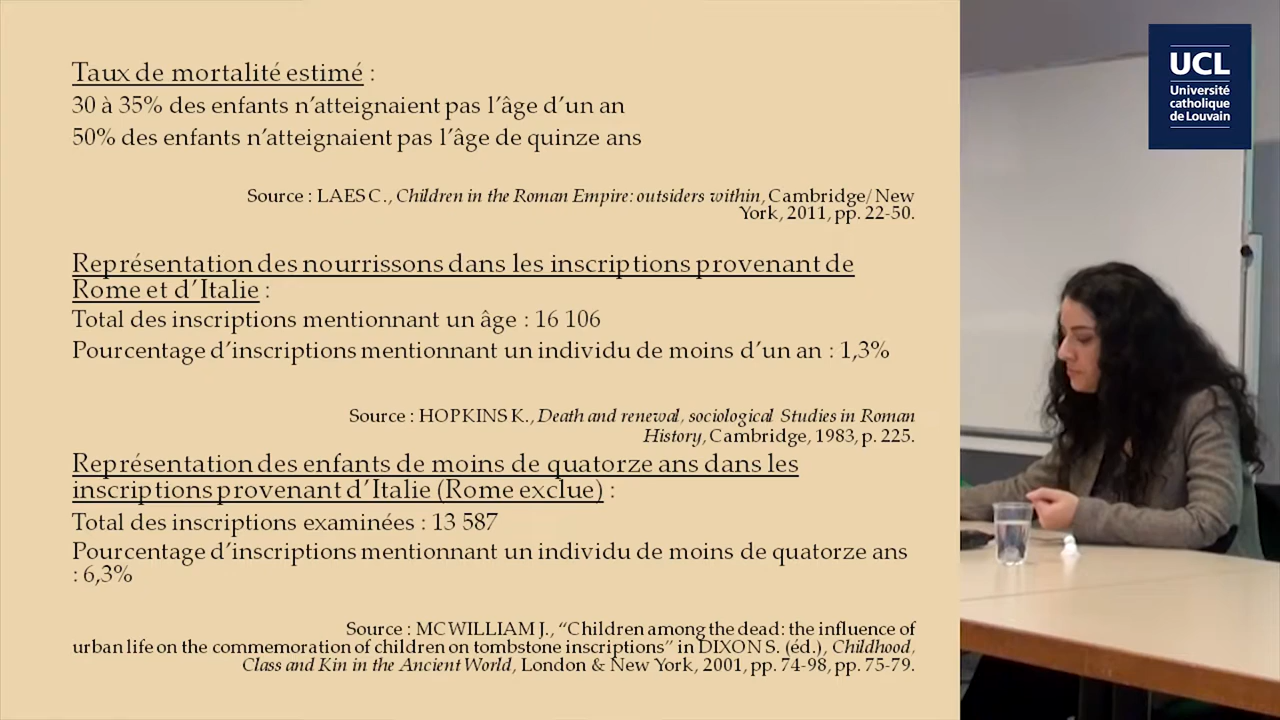 Taux de mortalité estimé :
30 à 35% des enfants n’atteignaient pas l’âge d’un an
50% des enfants n’atteignaient pas l’âge de quinze ans
Source : LAES C., Children in the Roman Empire: outsiders within, Cambridge/New
York, 2011, pp. 22-50.
Représentation des nourrissons dans les inscriptions provenant de
Rome et d’Italie :
Total des inscriptions mentionnant un âge : 16 106
Pourcentage d’inscriptions mentionnant un individu de moins d’un an : 1,3%
Source : HOPKINS K., Death and renewal, sociological Studies in Roman
History, Cambridge, 1983, p. 225.
Représentation des enfants de moins de quatorze ans dans les
inscriptions provenant d’Italie (Rome exclue) :
Total des inscriptions examinées : 13 587
Pourcentage d’inscriptions mentionnant un individu de moins de quatorze ans
: 6,3%
Source : MCWILLIAM J., “Children among the dead: the influence of
urban life on the commemoration of children on tombstone inscriptions” in DIXON S. (éd.), Childhood,
Class and Kin in the Ancient World, London & New York, 2001, pp. 74-98, pp. 75-79.
UCL
Université
catholique
de Louvain